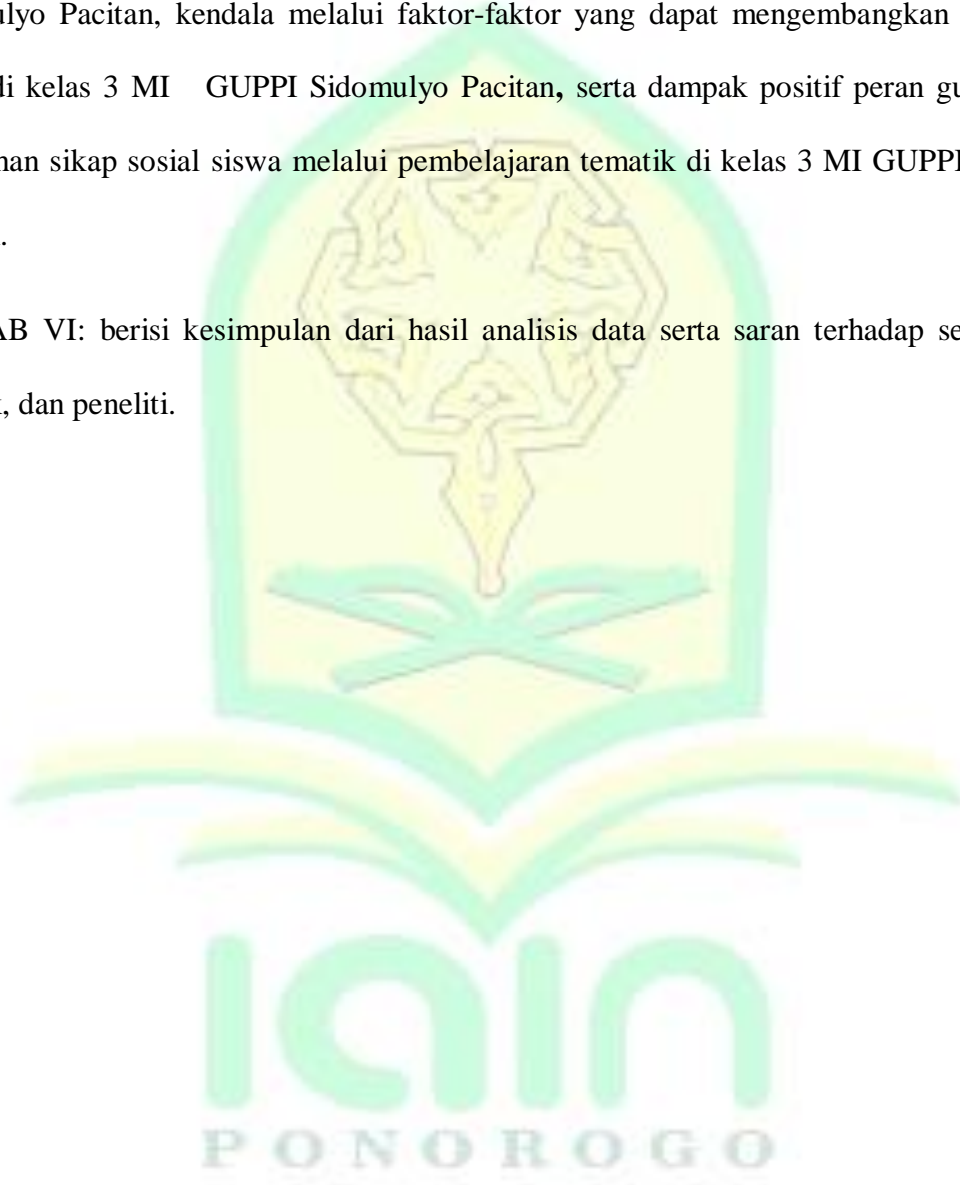 ulyo Pacitan, kendala melalui faktor-faktor yang dapat mengembangkan
di kelas 3 MI GUPPI Sidomulyo Pacitan, serta dampak positif peran gu
nan sikap sosial siswa melalui pembelajaran tematik di kelas 3 MI GUPPI
.
AB VI: berisi kesimpulan dari hasil analisis data serta saran terhadap se
, dan peneliti.
iain
PONOROGO